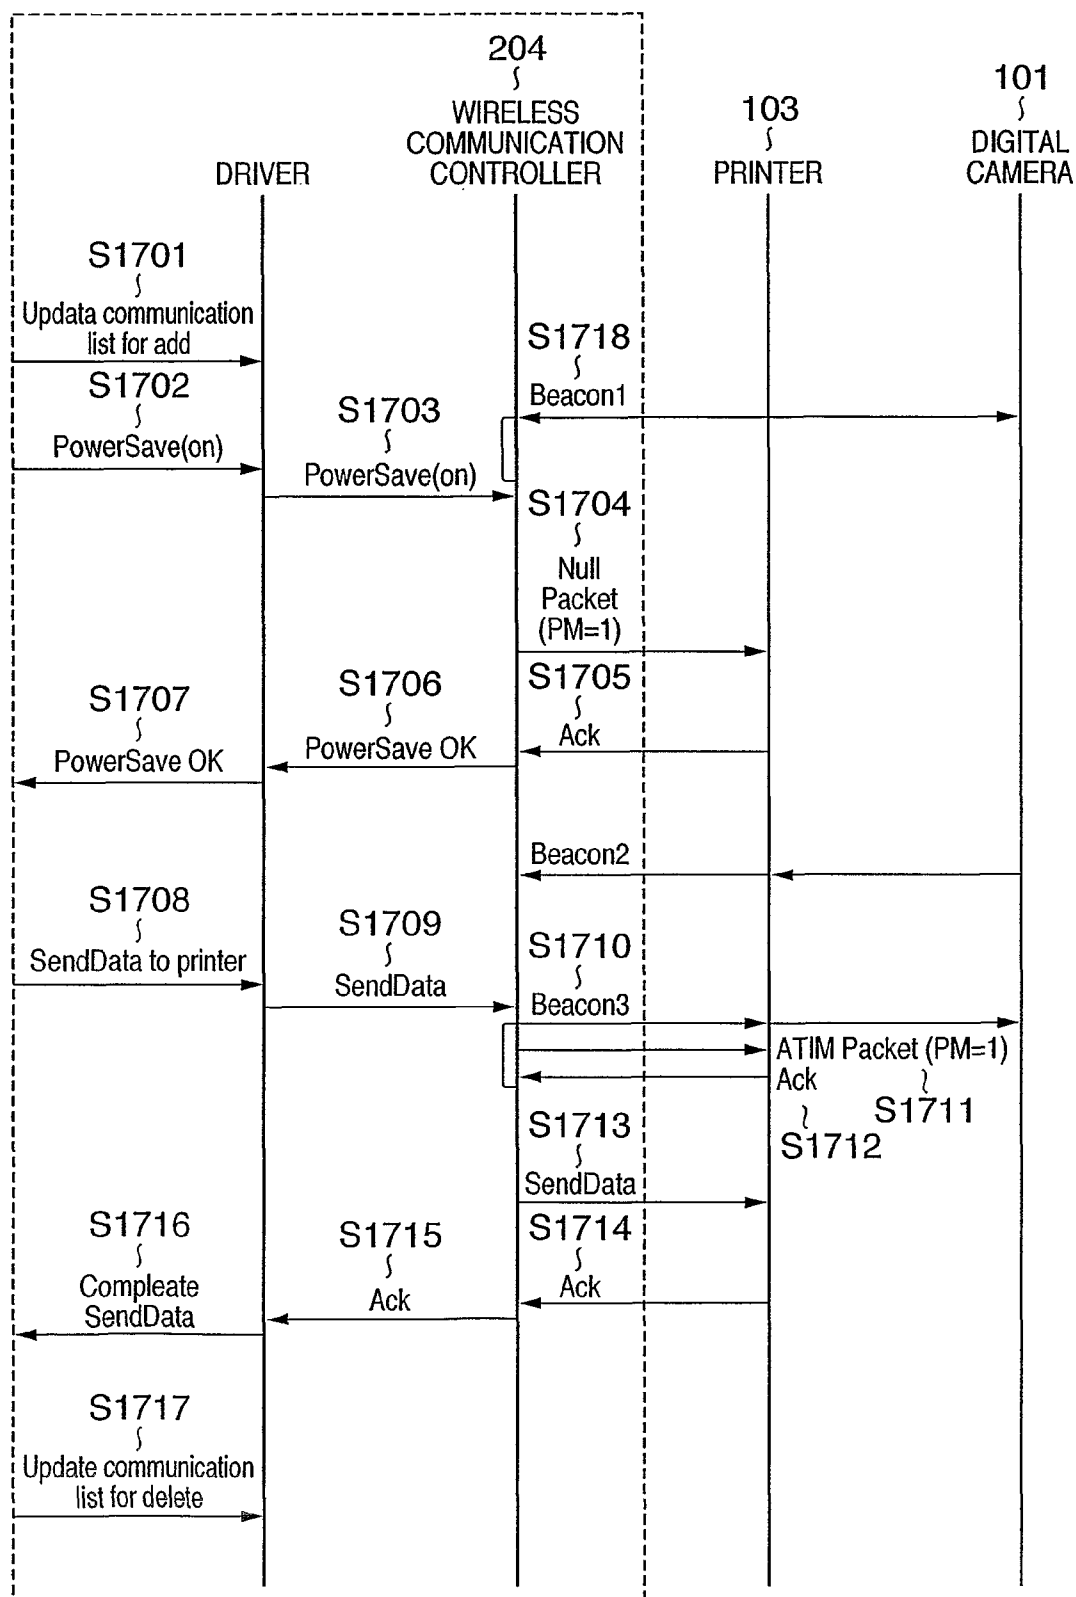 204
101
103
WIRELESS
COMMUNICATION
CONTROLLER
DIGITAL
CAMERA
DRIVER
PRINTER
S1701
Updata communication
list for add
S1718
Beacon1
S1702
PowerSave(on)
S1703
PowerSave(on)
S1704
Null
Packet
(PM=1)
S1705
Ack
S1706
PowerSave OK
S1707
PowerSave OK
Beacon2
S1708
SendData to printer
S1709
SendData
S1710
Beacon3
ATIM Packet (PM=1)
S1711
Ack
S1712
S1713
SendData
S1714
Ack
S1715
Ack
S1716
Compleate
SendData
S1717
Update communication
list for delete